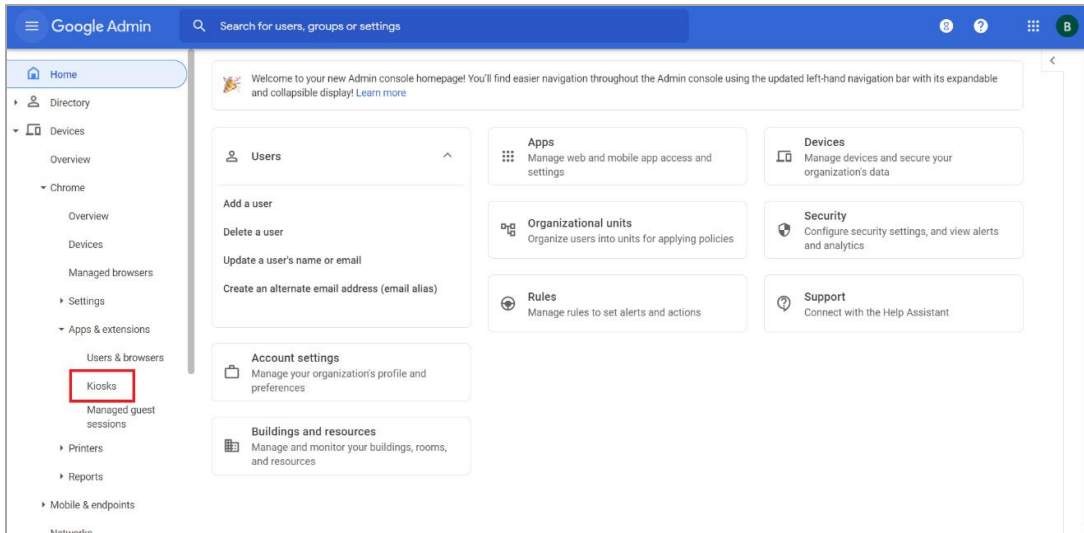 Google Admin
Search for users, groups or settings
B
Home
Directory
Devices
Overview
Chrome
Overview
Devices
Managed browsers
Settings
Apps & extensions
Users & browsers
Kiosks
Managed guest
sessions
Printers
Reports
Mobile & endpoints
Networks
Welcome to your new Admin console homepage! You'll find easier navigation throughout the Admin console using the updated left-hand navigation bar with its expandable
and collapsible display! Learn more
Users
Add a user
Delete a user
Update a user's name or email
Create an alternate email address (email alias)
Account settings
Manage your organization's profile and
preferences
Buildings and resources
Manage and monitor your buildings, rooms,
and resources
Apps
Manage web and mobile app access and
settings
Organizational units
Organize users into units for applying policies
Rules
Manage rules to set alerts and actions
Devices
Manage devices and secure your
organization's data
Security
Configure security settings, and view alerts
and analytics
Support
Connect with the Help Assistant